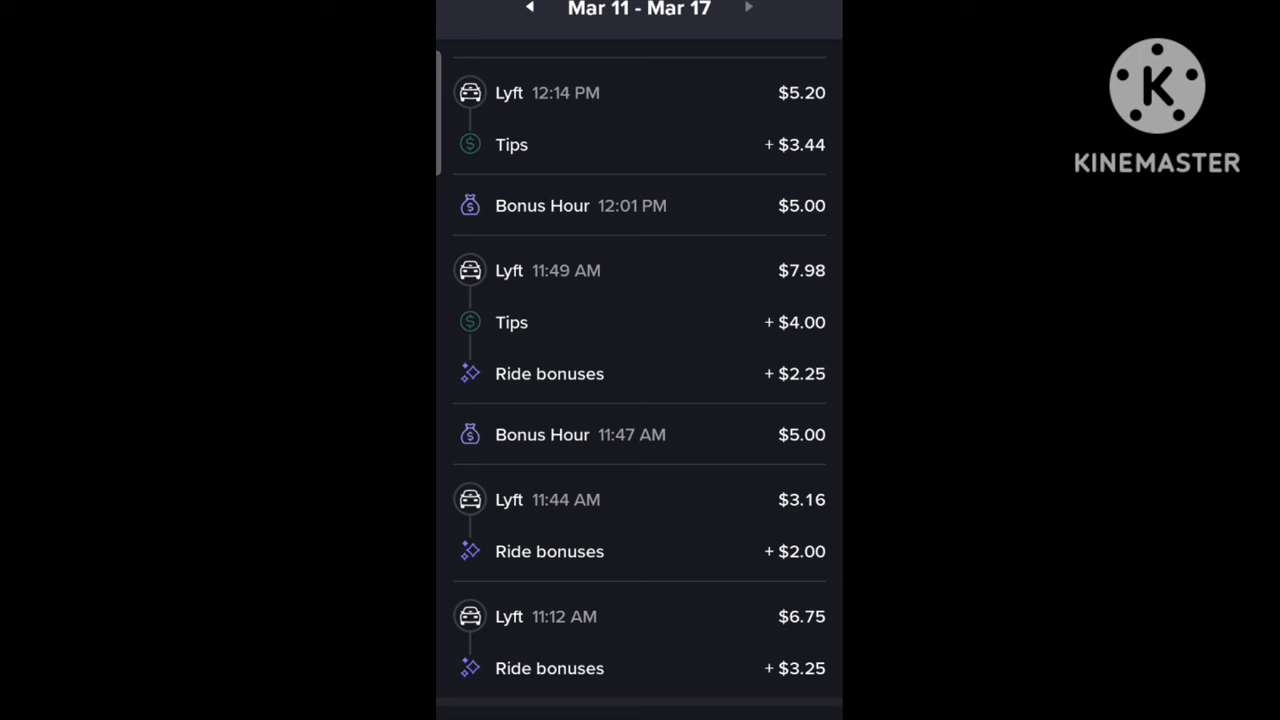 Mar 11 - Mar 17
Lyft 12:14 PM $5.20
Tips + $3.44
Bonus Hour 12:01 PM $5.00
Lyft 11:49 AM $7.98
Tips + $4.00
Ride bonuses + $2.25
Bonus Hour 11:47 AM $5.00
Lyft 11:44 AM $3.16
Ride bonuses + $2.00
Lyft 11:12 AM $6.75
Ride bonuses + $3.25
K
KINEMASTER